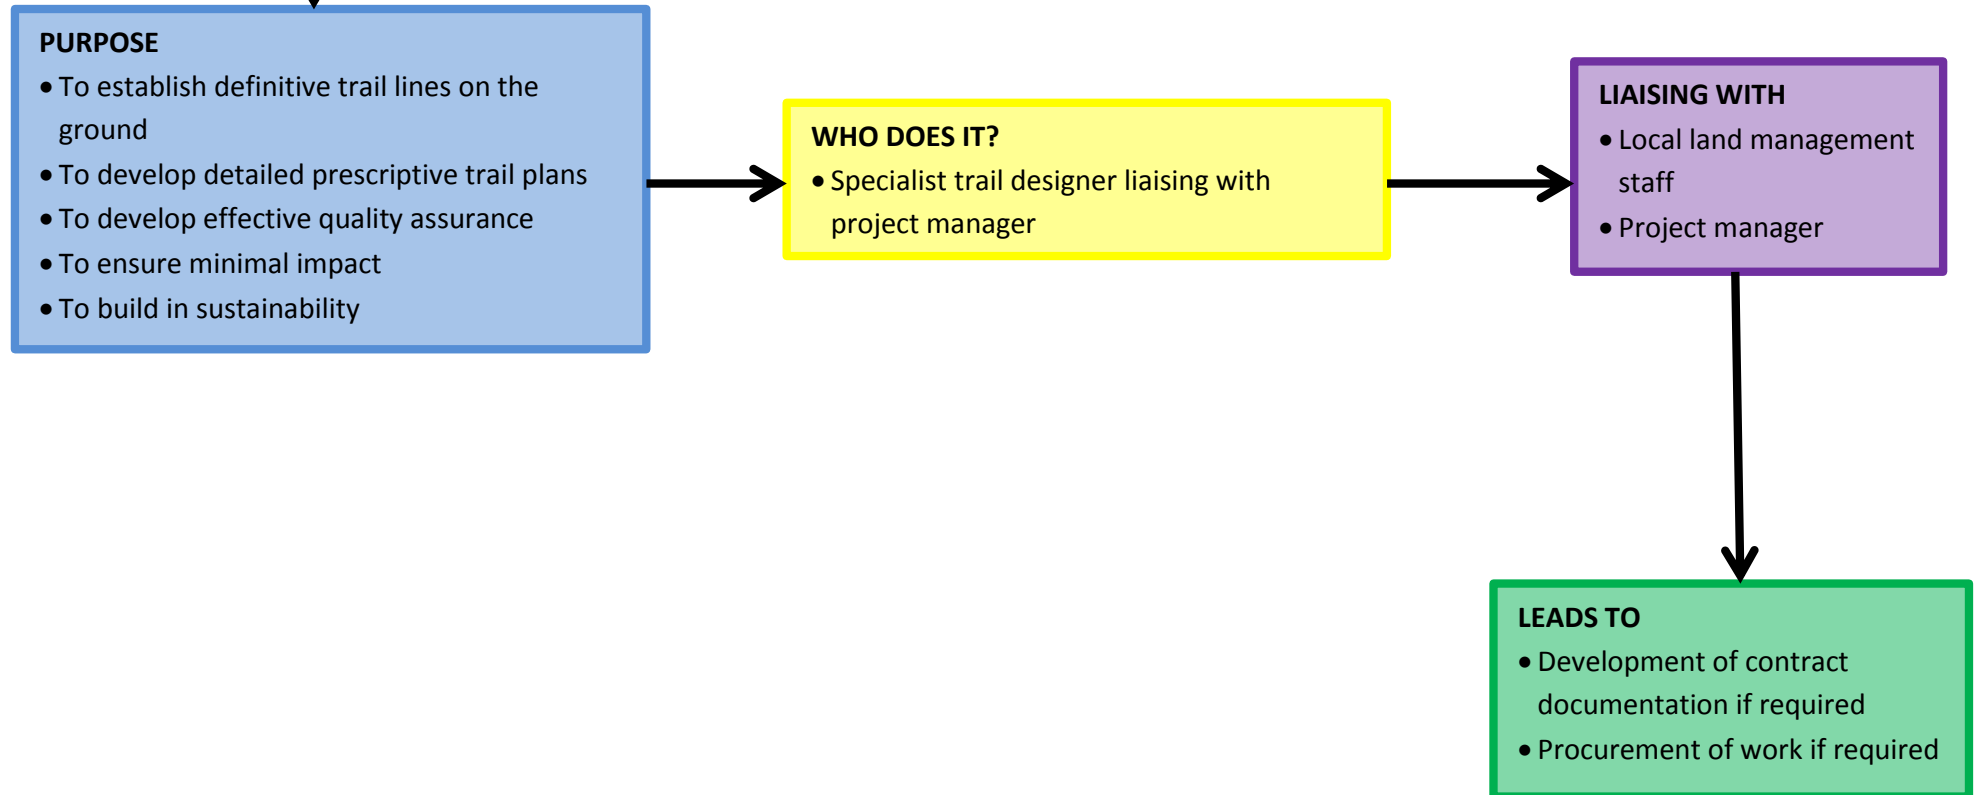 PURPOSE
• To establish definitive trail lines on the
ground
• To develop detailed prescriptive trail plans
• To develop effective quality assurance
• To ensure minimal impact
• To build in sustainability
WHO DOES IT?
• Specialist trail designer liaising with
project manager
LIAISING WITH
• Local land management
staff
• Project manager
LEADS TO
• Development of contract
documentation if required
• Procurement of work if required